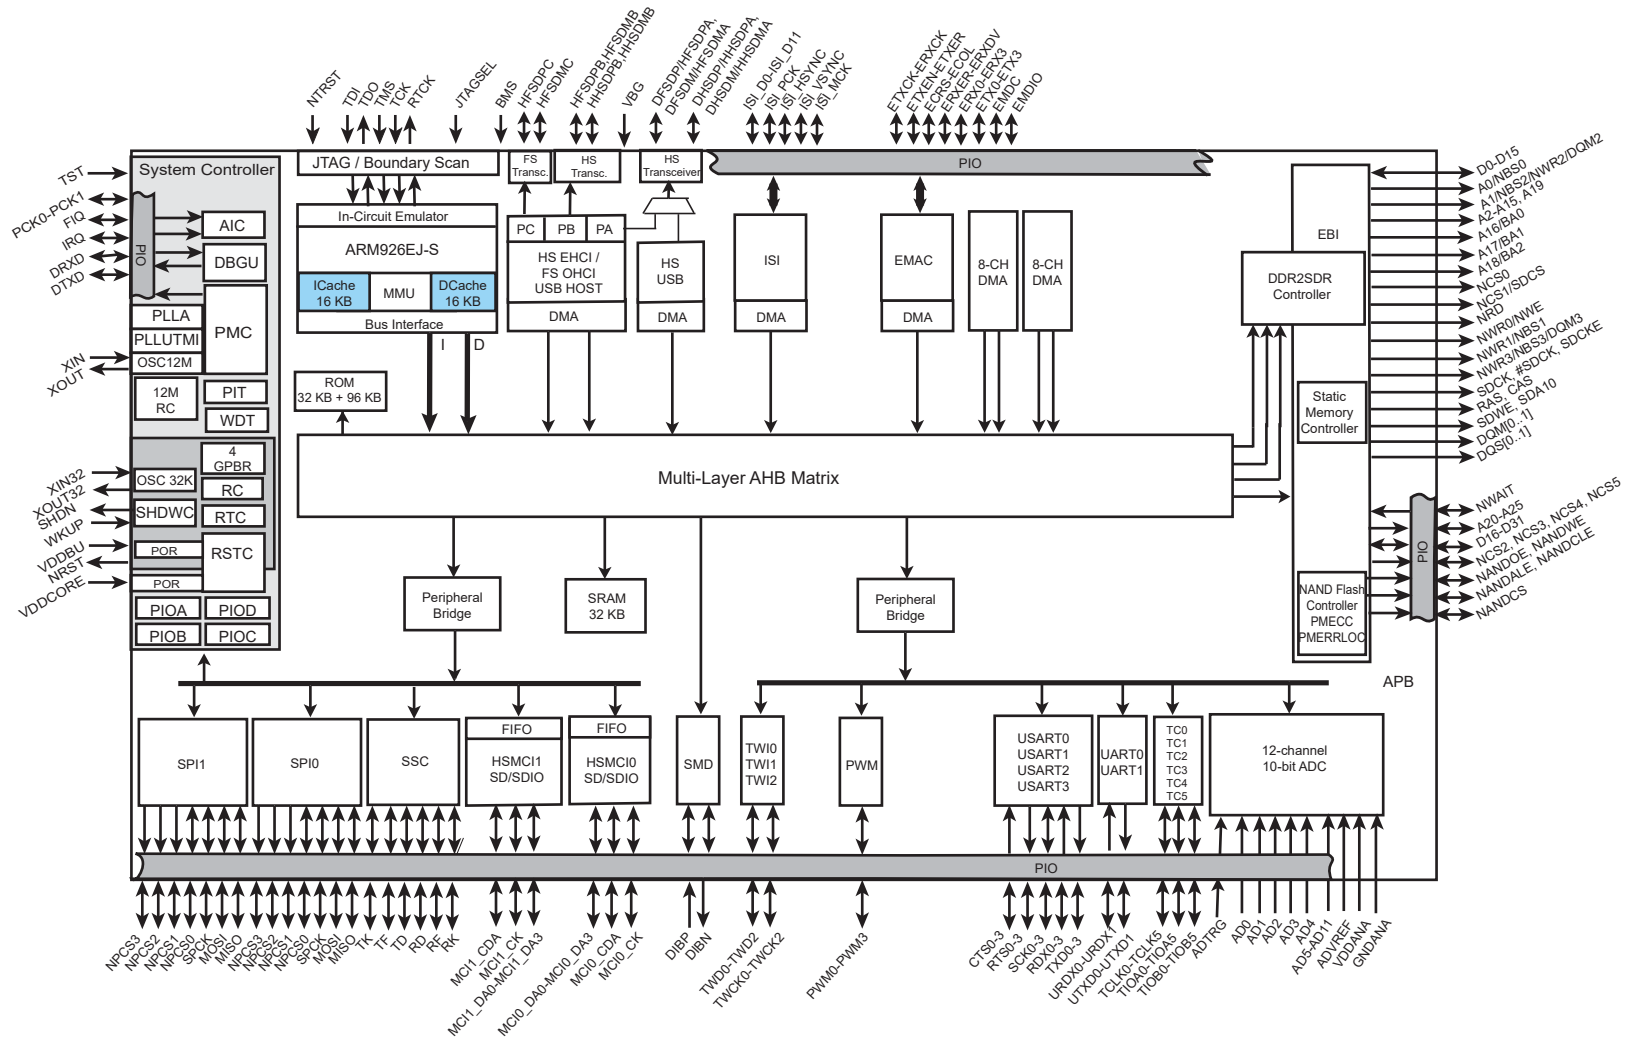 NTRST
TDI
TDO
TMS
TCK
RTCK
JTAGSEL
BMS
HFSDPC
HFSDMC
HFSDPB,HFSDMB
HHSDPB,HHSDMB
VBG
DFSDP/HFSDPA,
DFSDM/HFSDMA
DHSDP/HHSDPA,
DHSDM/HHSDMA
ISI_D0-ISI_D11
ISI_PCK
ISI_HSYNC
ISI_VSYNC
ISI_MCK
ETXCK-ERXCK
ETXEN-ETXER
ECRS-ECOL
ERXER-ERXDV
ERX0-ERX3
ETX0-ETX3
EMDC
EMDIO
System Controller
TST
PCK0-PCK1
FIQ
IRQ
DRXD
DTXD
PIO
AIC
DBGU
PLLA
PLLUTMI
OSC12M
PMC
XIN
XOUT
12M
RC
PIT
WDT
4
GPBR
OSC 32K
RC
SHDWC
RTC
POR
RSTC
POR
XIN32
XOUT32
SHDN
WKUP
VDDBU
NRST
VDDCORE
PIOA
PIOD
PIOB
PIOC
JTAG / Boundary Scan
In-Circuit Emulator
ARM926EJ-S
ICache
16 KB
MMU
DCache
16 KB
Bus Interface
I
D
ROM
32 KB + 96 KB
FS
Transc.
HS
Transc.
HS
Transceiver
PC
PB
PA
HS EHCI /
FS OHCI
USB HOST
DMA
HS
USB
DMA
PIO
ISI
DMA
EMAC
DMA
8-CH
DMA
8-CH
DMA
EBI
DDR2SDR
Controller
Static
Memory
Controller
NAND Flash
Controller
PMECC
PMERRLOC
D0-D15
A0/NBS0
A1/NBS2/NWR2/DQM2
A2-A15, A19
A16/BA0
A17/BA1
A18/BA2
NCS0
NCS1/SDCS
NRD
NWR0/NWE
NWR1/NBS1
NWR3/NBS3/DQM3
SDCK, #SDCK, SDCKE
RAS, CAS
SDWE, SDA10
DQM[0..1]
DQS[0..1]
PIO
NWAIT
A20-A25
D16-D31
NCS2, NCS3, NCS4, NCS5
NANDOE, NANDWE
NANDALE, NANDCLE
NANDCS
Multi-Layer AHB Matrix
Peripheral
Bridge
SRAM
32 KB
Peripheral
Bridge
APB
SPI1
SPI0
SSC
FIFO
HSMCI1
SD/SDIO
FIFO
HSMCI0
SD/SDIO
SMD
TWI0
TWI1
TWI2
PWM
USART0
USART1
USART2
USART3
UART0
UART1
TC0
TC1
TC2
TC3
TC4
TC5
12-channel
10-bit ADC
PIO
NPCS3
NPCS2
NPCS1
NPCS0
SPCK
MOSI
MISO
NPCS3
NPCS2
NPCS1
NPCS0
SPCK
MOSI
MISO
TK
TF
TD
RD
RF
RK
MCI1_CDA
MCI1_CK
MCI1_DA0-MCI1_DA3
MCI0_DA0-MCI0_DA3
MCI0_CDA
MCI0_CK
DIBP
DIBN
TWD0-TWD2
TWCK0-TWCK2
PWM0-PWM3
CTS0-3
RTS0-3
SCK0-3
RDX0-3
TXD0-3
URDX0-URDX1
UTXD0-UTXD1
TCLK0-TCLK5
TIOA0-TIOA5
TIOB0-TIOB5
ADTRG
AD0
AD1
AD2
AD3
AD4
AD5-AD11
ADVREF
VDDANA
GNDANA